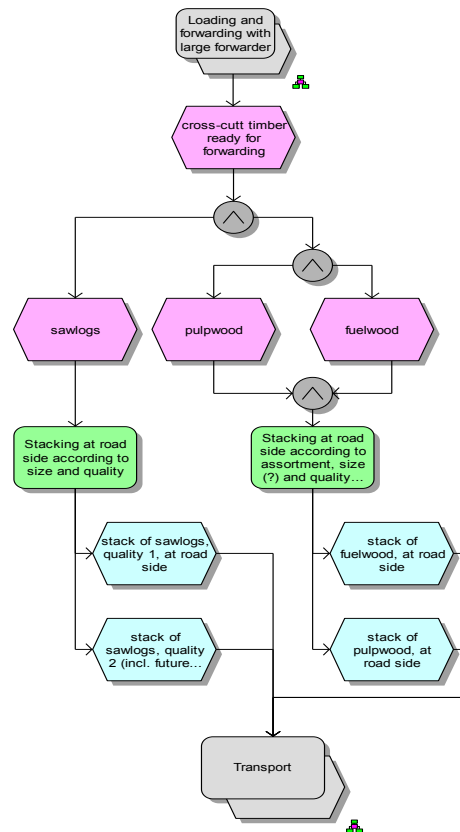 Loading and
forwarding with
large forwarder
cross-cutt timber
ready for
forwarding
sawlogs
pulpwood
fuelwood
Stacking at road
side according to
size and quality
Stacking at road
side according to
assortment, size
(?) and quality...
stack of sawlogs,
quality 1, at road
side
stack of
fuelwood, at road
side
stack of
sawlogs, quality
2 (incl. future...
stack of
pulpwood, at
road side
Transport